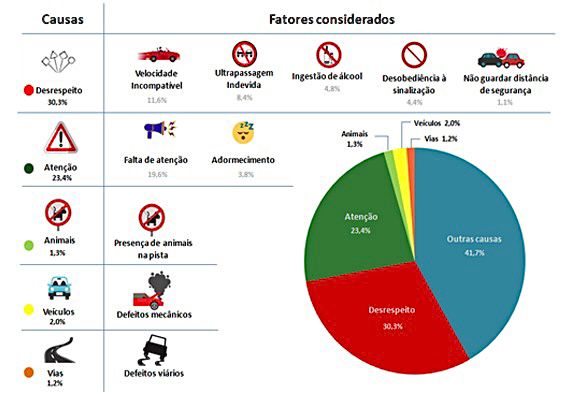 Causas
Fatores considerados
Desrespeito
30,3%
Velocidade
Incompatível
11,6%
Ultrapassagem
Indevida
8,4%
Ingestão de álcool
4,8%
Desobediência à
sinalização
4,4%
Não guardar distância
de segurança
1,1%
Atenção
23,4%
Falta de atenção
19,6%
zzz
Adormecimento
3,8%
Animais
1,3%
Presença de animais
na pista
Veículos
2,0%
Defeitos mecânicos
Vias
1,2%
Defeitos viários
Animais
1,3%
Veículos 2,0%
Vias 1,2%
Atenção
23,4%
Outras causas
41,7%
Desrespeito
30,3%